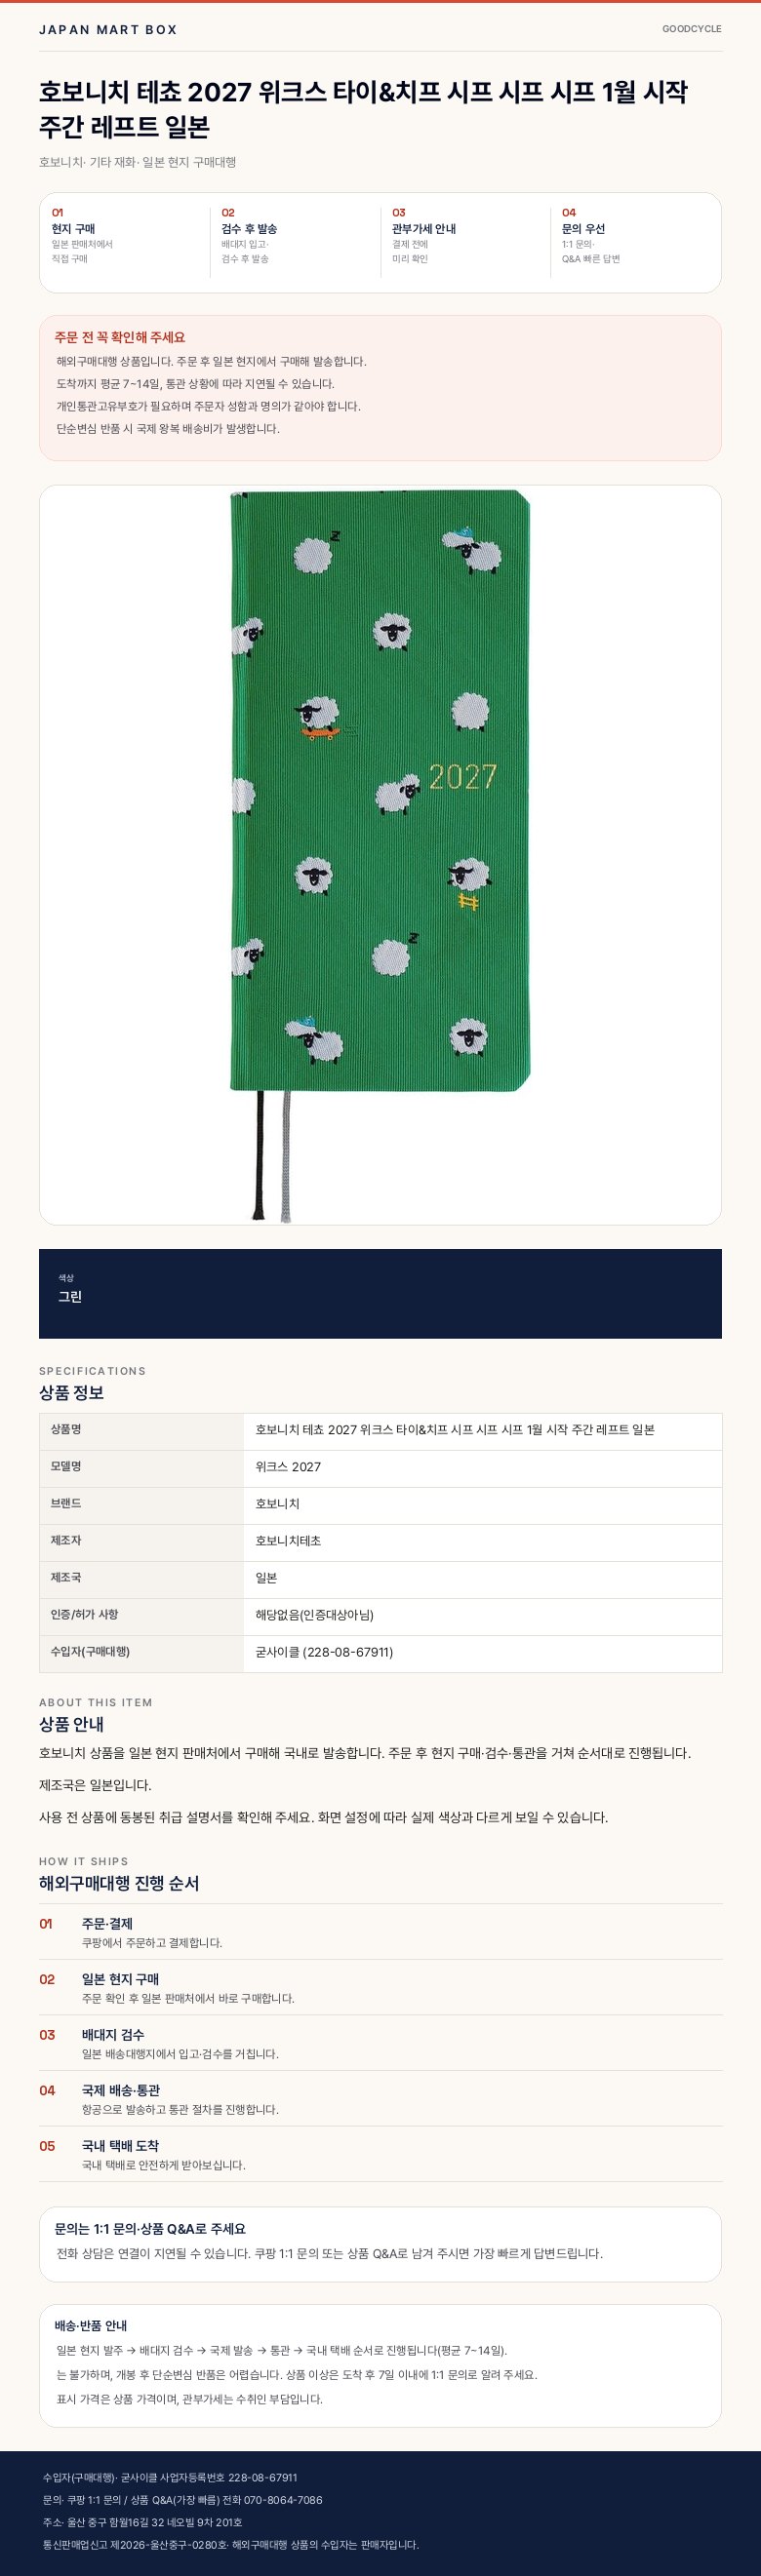 JAPAN MART BOX
GOODCYCLE
호보니치 테쵸 2027 위크스 타이&치프 시프 시프 시프 1월 시작
주간 레프트 일본
호보니치· 기타 재화· 일본 현지 구매대행
01
현지 구매
일본 판매처에서
직접 구매
02
검수 후 발송
배대지 입고·
검수 후 발송
03
관부가세 안내
결제 전에
미리 확인
04
문의 우선
1:1 문의·
Q&A 빠른 답변
주문 전 꼭 확인해 주세요
해외구매대행 상품입니다. 주문 후 일본 현지에서 구매해 발송합니다.
도착까지 평균 7~14일, 통관 상황에 따라 지연될 수 있습니다.
개인통관고유부호가 필요하며 주문자 성함과 명의가 같아야 합니다.
단순변심 반품 시 국제 왕복 배송비가 발생합니다.
z
2027
z
색상
그린
SPECIFICATIONS
상품 정보
상품명 호보니치 테쵸 2027 위크스 타이&치프 시프 시프 시프 1월 시작 주간 레프트 일본
모델명 위크스 2027
브랜드 호보니치
제조자 호보니치테초
제조국 일본
인증/허가 사항 해당없음(인증대상아님)
수입자(구매대행) 굳사이클 (228-08-67911)
ABOUT THIS ITEM
상품 안내
호보니치 상품을 일본 현지 판매처에서 구매해 국내로 발송합니다. 주문 후 현지 구매·검수·통관을 거쳐 순서대로 진행됩니다.
제조국은 일본입니다.
사용 전 상품에 동봉된 취급 설명서를 확인해 주세요. 화면 설정에 따라 실제 색상과 다르게 보일 수 있습니다.
HOW IT SHIPS
해외구매대행 진행 순서
01 주문·결제
쿠팡에서 주문하고 결제합니다.
02 일본 현지 구매
주문 확인 후 일본 판매처에서 바로 구매합니다.
03 배대지 검수
일본 배송대행지에서 입고·검수를 거칩니다.
04 국제 배송·통관
항공으로 발송하고 통관 절차를 진행합니다.
05 국내 택배 도착
국내 택배로 안전하게 받아보십니다.
문의는 1:1 문의·상품 Q&A로 주세요
전화 상담은 연결이 지연될 수 있습니다. 쿠팡 1:1 문의 또는 상품 Q&A로 남겨 주시면 가장 빠르게 답변드립니다.
배송·반품 안내
일본 현지 발주 → 배대지 검수 → 국제 발송 → 통관 → 국내 택배 순서로 진행됩니다(평균 7~14일).
는 불가하며, 개봉 후 단순변심 반품은 어렵습니다. 상품 이상은 도착 후 7일 이내에 1:1 문의로 알려 주세요.
표시 가격은 상품 가격이며, 관부가세는 수취인 부담입니다.
수입자(구매대행)· 굳사이클 사업자등록번호 228-08-67911
문의· 쿠팡 1:1 문의 / 상품 Q&A(가장 빠름) 전화 070-8064-7086
주소· 울산 중구 함월16길 32 네오빌 9차 201호
통신판매업신고 제2026-울산중구-0280호· 해외구매대행 상품의 수입자는 판매자입니다.